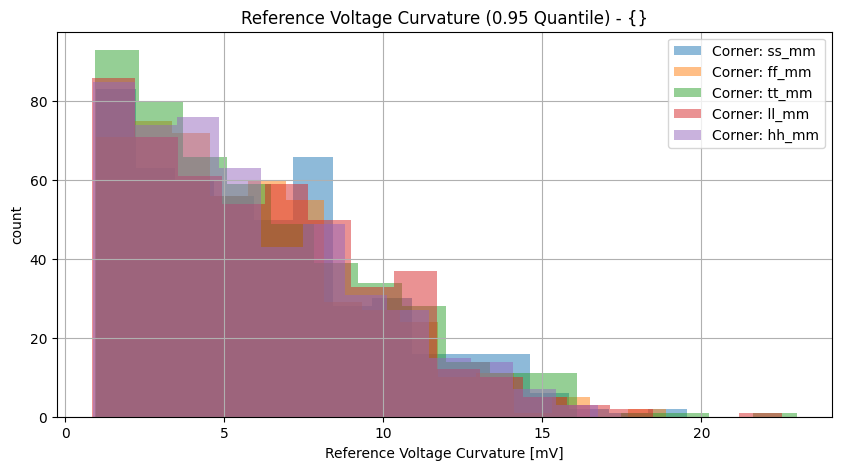 Reference Voltage Curvature (0.95 Quantile) - {}
Corner: ss_mm
Corner: ff_mm
Corner: tt_mm
Corner: ll_mm
Corner: hh_mm
count
80
60
40
20
0
0 5 10 15 20
Reference Voltage Curvature [mV]